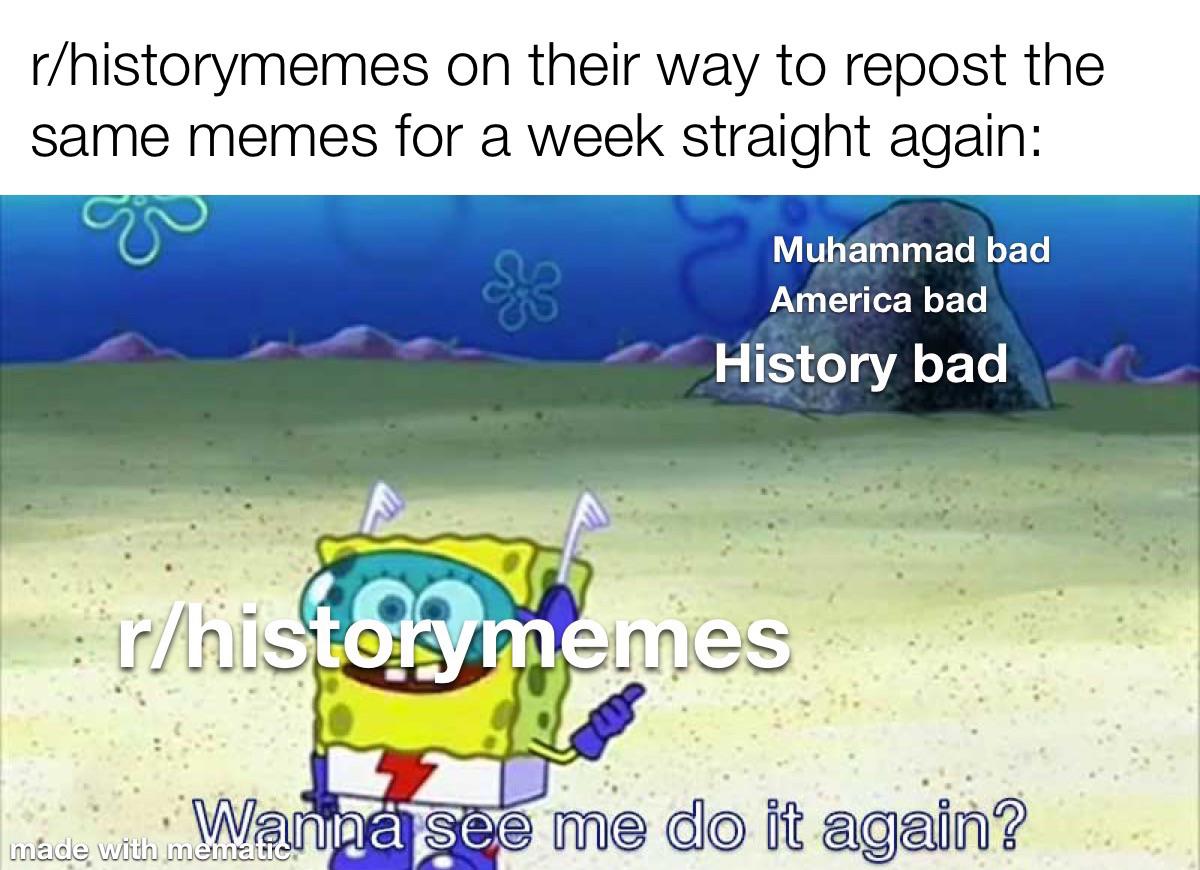 r/historymemes on their way to repost the
same memes for a week straight again:
Muhammad bad
America bad
History bad
r/historymemes
Wanna see me do it again?
made with mematic